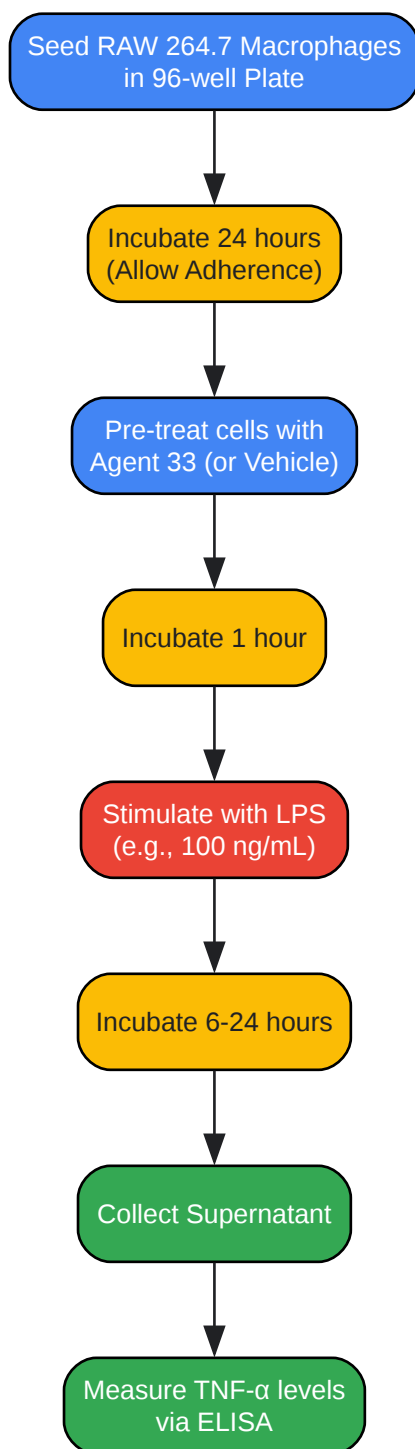 Seed RAW 264.7 Macrophages
in 96-well Plate
Incubate 24 hours
(Allow Adherence)
Pre-treat cells with
Agent 33 (or Vehicle)
Incubate 1 hour
Stimulate with LPS
(e.g., 100 ng/mL)
Incubate 6-24 hours
Collect Supernatant
Measure TNF-α levels
via ELISA